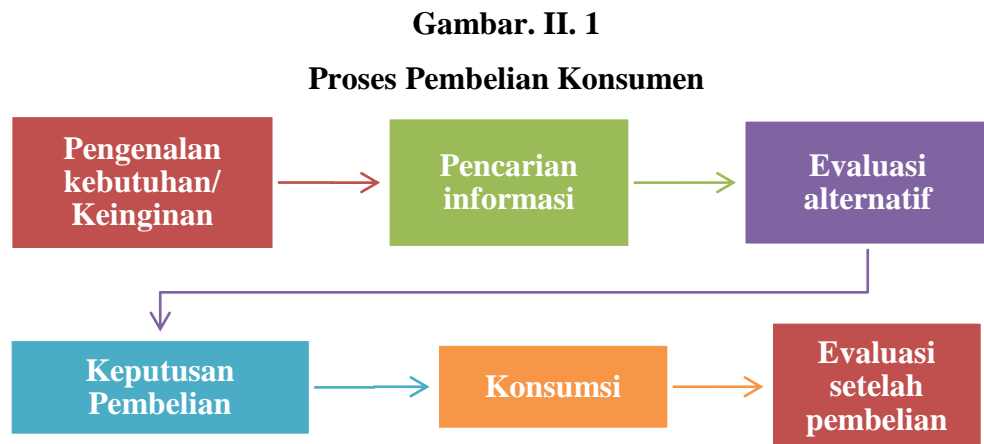 Gambar. II. 1
Proses Pembelian Konsumen
Pengenalan
kebutuhan/
Keinginan
Pencarian
informasi
Evaluasi
alternatif
Keputusan
Pembelian
Konsumsi
Evaluasi
setelah
pembelian